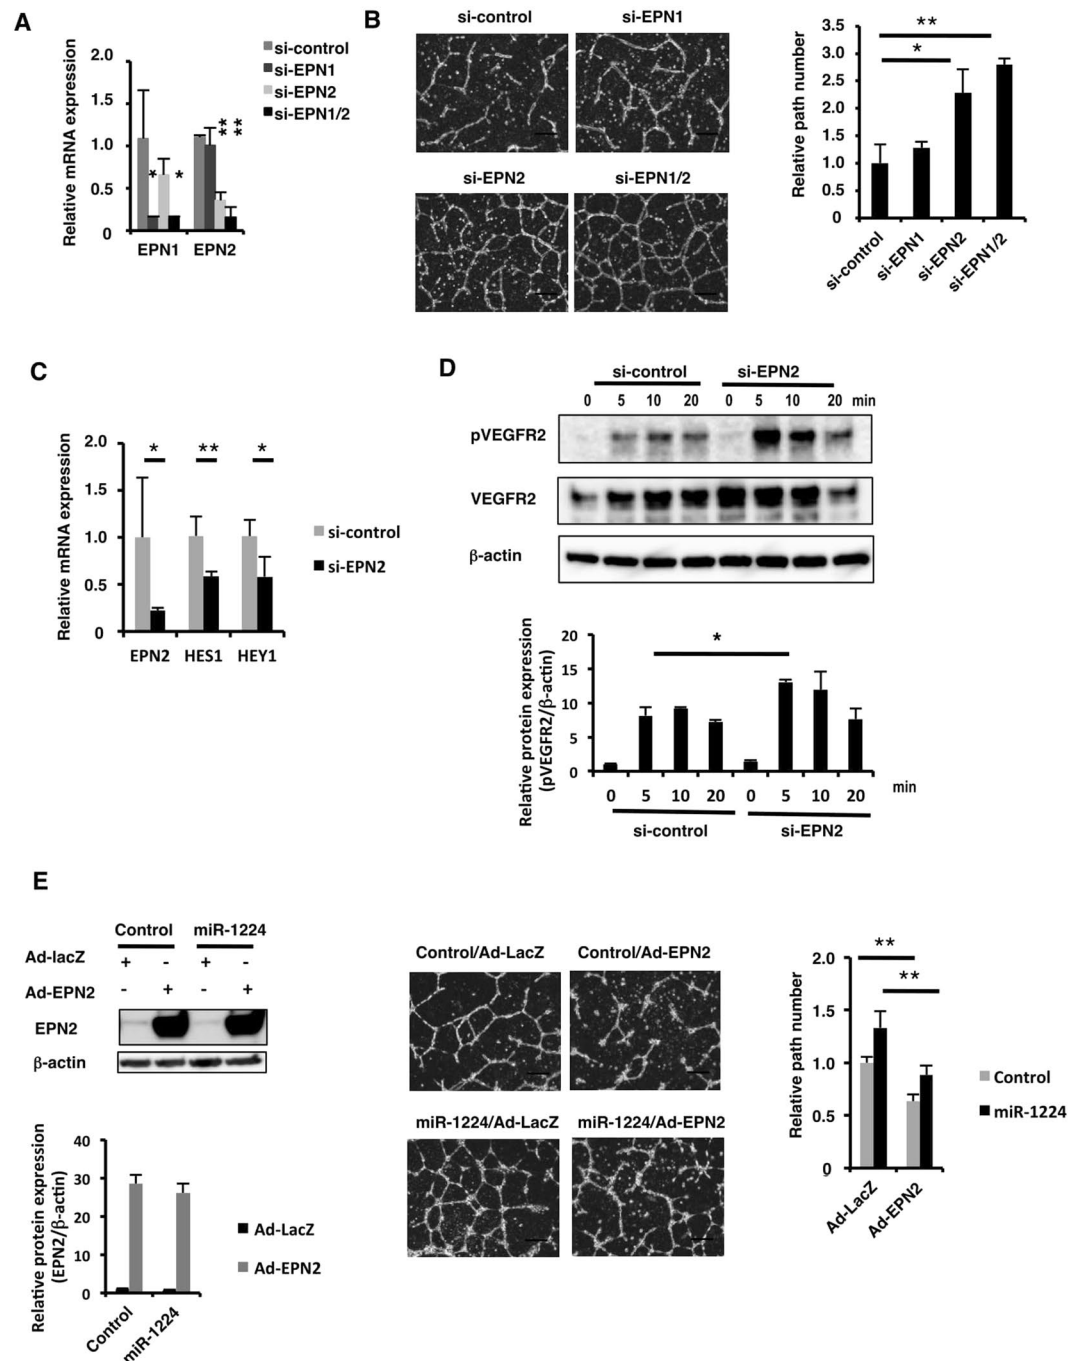 A
Relative mRNA expression
2.0
1.5
1.0
0.5
0
*
*
**
**
EPN1 EPN2
si-control
si-EPN1
si-EPN2
si-EPN1/2
B
si-control si-EPN1
si-EPN2 si-EPN1/2
Relative path number
3.5
3.0
2.5
2.0
1.5
1.0
0.5
0
**
*
si-control
si-EPN1
si-EPN2
si-EPN1/2
C
Relative mRNA expression
2.0
1.5
1.0
0.5
0
* ** *
EPN2 HES1 HEY1
si-control
si-EPN2
D
si-control si-EPN2
0 5 10 20 0 5 10 20 min
pVEGFR2
VEGFR2
β-actin
Relative protein expression
(pVEGFR2/β-actin)
20
15
10
5
0
*
0 5 10 20 0 5 10 20 min
si-control si-EPN2
E
Control miR-1224
Ad-lacZ + - + -
Ad-EPN2 - + - +
EPN2
β-actin
Relative protein expression
(EPN2/β-actin)
40
30
20
10
0
Control
miR-1224
Ad-LacZ
Ad-EPN2
Control/Ad-LacZ Control/Ad-EPN2
miR-1224/Ad-LacZ miR-1224/Ad-EPN2
Relative path number
2.0
1.5
1.0
0.5
0
**
**
Ad-LacZ
Ad-EPN2
Control
miR-1224